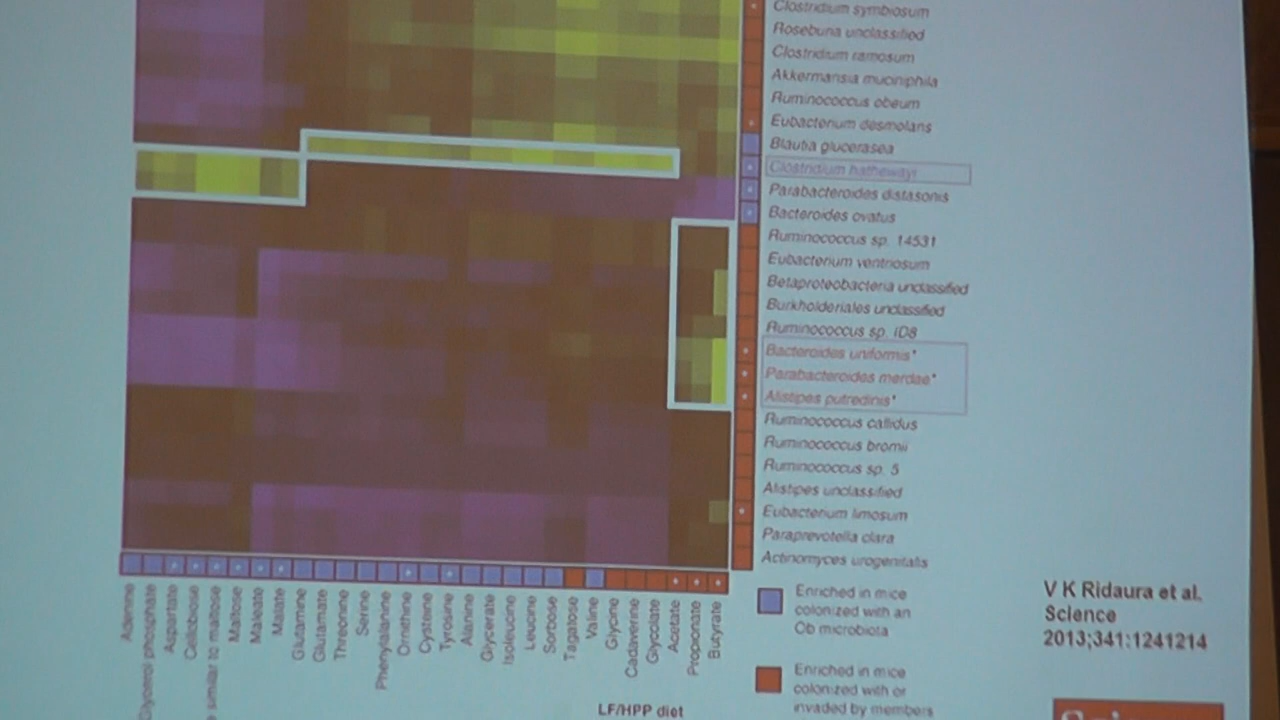 Clostridium symbiosum
Roseburia unclassified
Clostridium ramosum
Akkermansia muciniphila
Ruminococcus obeum
Eubacterium desmolans
Blautia glucerasea
Clostridium hathewayi
Parabacteroides distasonis
Bacteroides ovatus
Ruminococcus sp. 14531
Eubacterium ventriosum
Betaproteobacteria unclassified
Burkholderiales unclassified
Ruminococcus sp. ID8
Bacteroides uniformis*
Parabacteroides merdae*
Alistipes putredinis*
Ruminococcus callidus
Ruminococcus bromii
Ruminococcus sp. 5
Alistipes unclassified
Eubacterium limosum
Paraprevotella clara
Actinomyces urogenitalis
Adenine
Glycerol phosphate
Aspartate
Cellobiose
e similar to maltose
Maltose
Maleate
Malate
Glutamine
Glutamate
Threonine
Serine
Phenylalanine
Ornithine
Cysteine
Tyrosine
Alanine
Glycerate
Isoleucine
Leucine
Sorbose
Tagatose
Valine
Glycine
Cadaverine
Glycolate
Acetate
Propionate
Butyrate
LF/HPP diet
Enriched in mice
colonized with an
Ob microbiota
Enriched in mice
colonized with or
invaded by members
V K Ridaura et al.
Science
2013;341:1241214